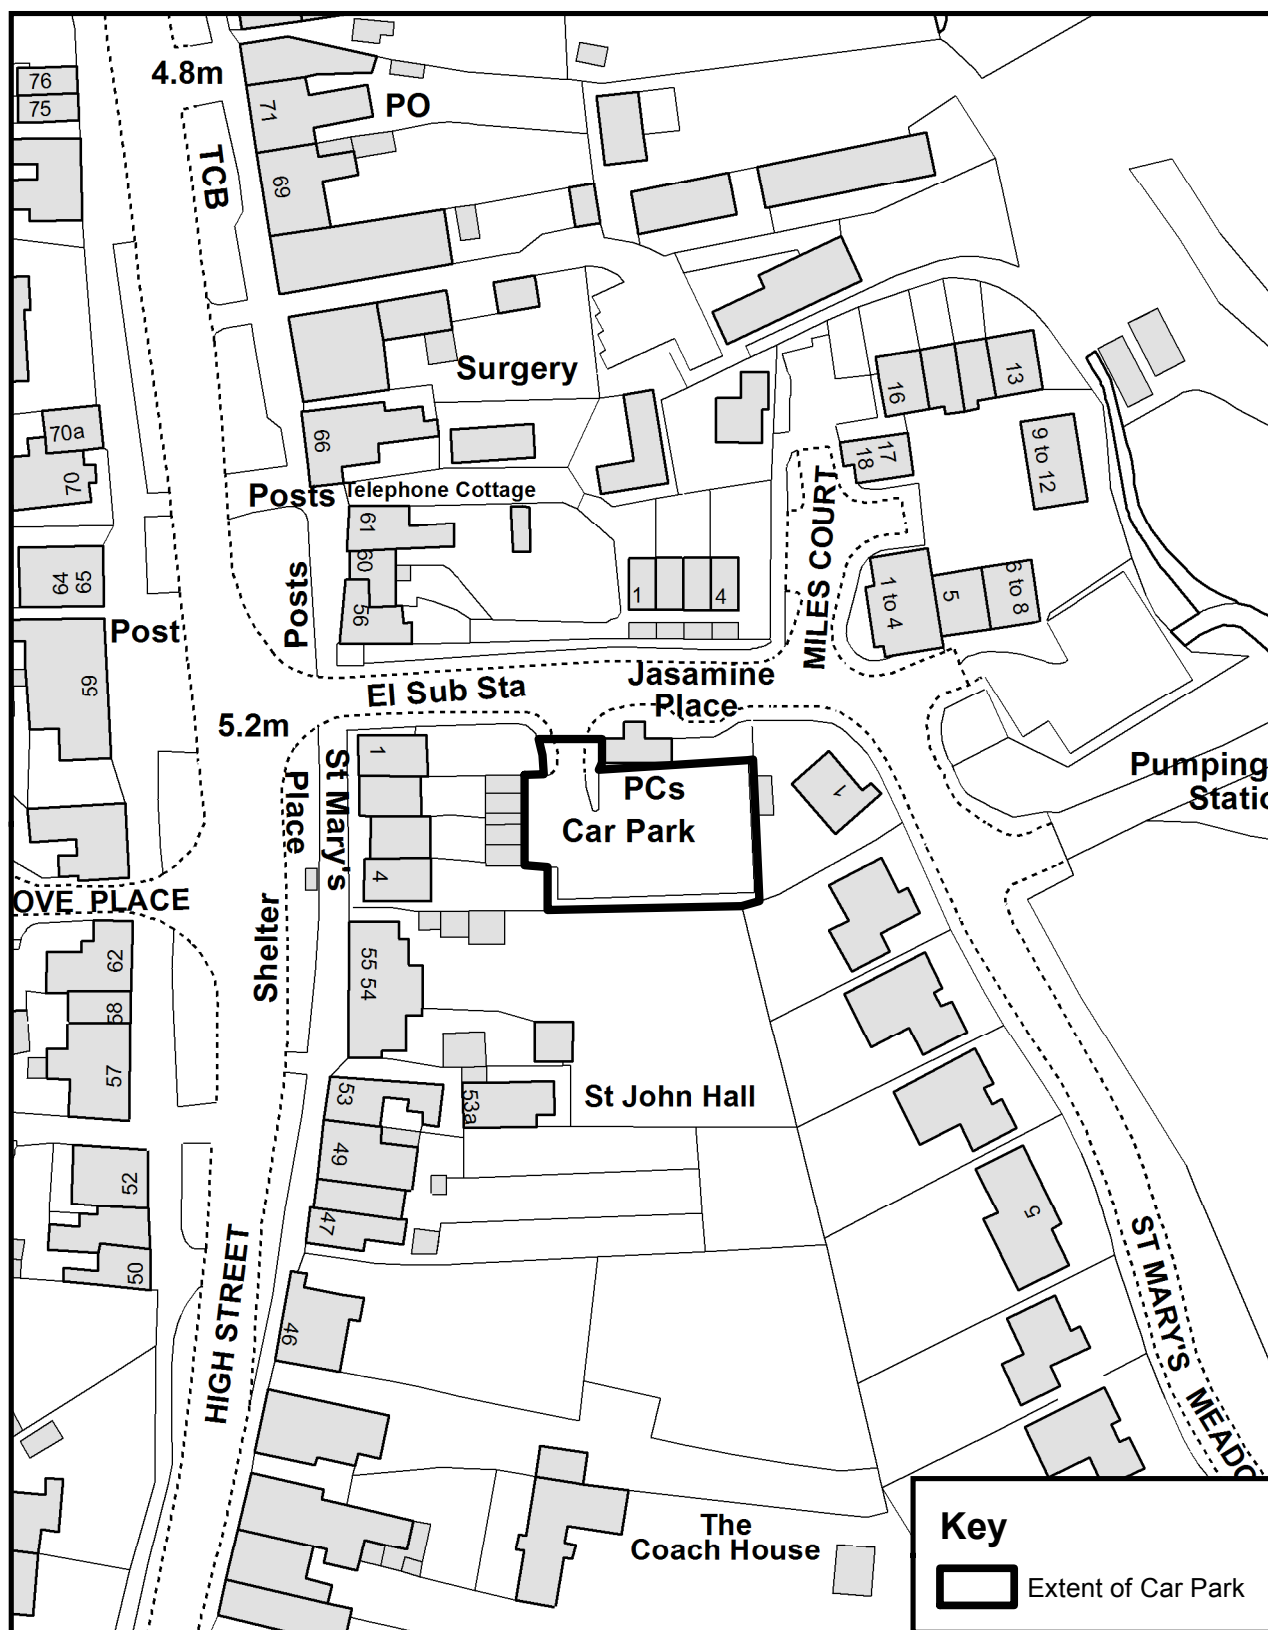 76
75
4.8m
71
PO
TCB
69
Surgery
16
13
70a
70
66
17
18
9 to 12
Posts
Telephone Cottage
61
60
56
Posts
64
65
1
4
MILES COURT
1 to 4
5
6 to 8
Post
59
El Sub Sta
Jasamine
Place
5.2m
1
St Mary's
Place
4
PCs
Car Park
1
Pumping
OVE PLACE
Shelter
62
58
57
55 54
53
53a
St John Hall
49
47
52
50
5
HIGH STREET
46
ST MARY'S MEADO
The
Coach House
Key
Extent of Car Park